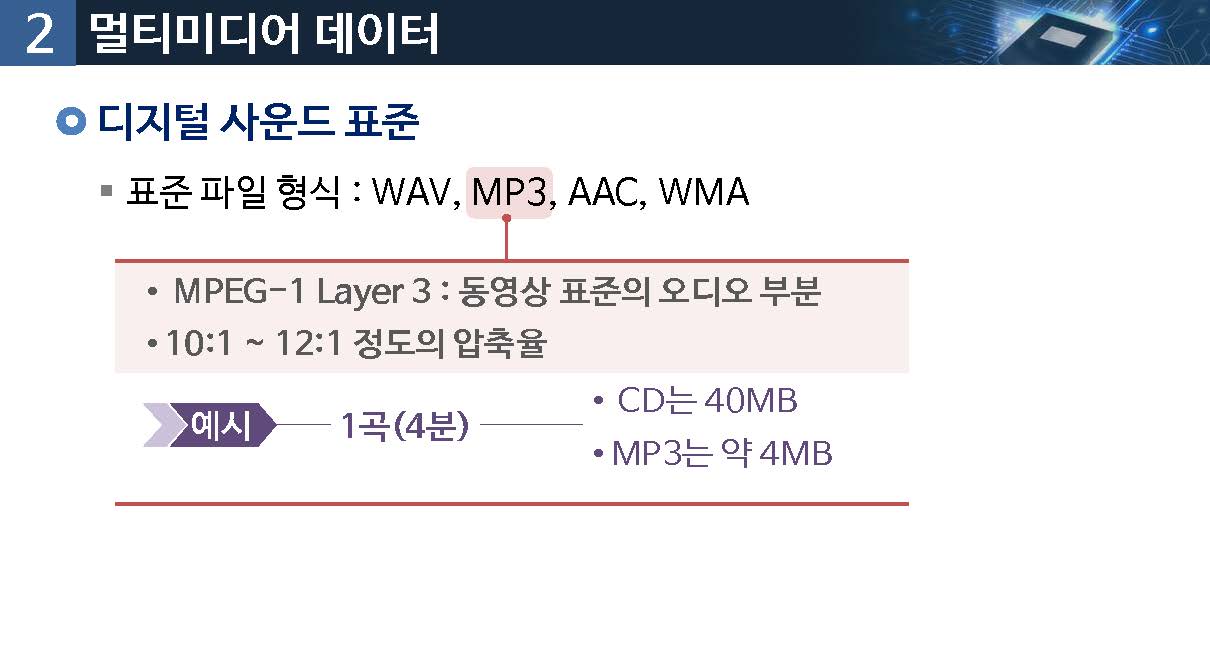 2 멀티미디어 데이터
디지털 사운드 표준
▪ 표준 파일 형식 : WAV, MP3, AAC, WMA
• MPEG-1 Layer 3 : 동영상 표준의 오디오 부분
• 10:1 ~ 12:1 정도의 압축율
예시 1곡(4분)
• CD는 40MB
• MP3는 약 4MB